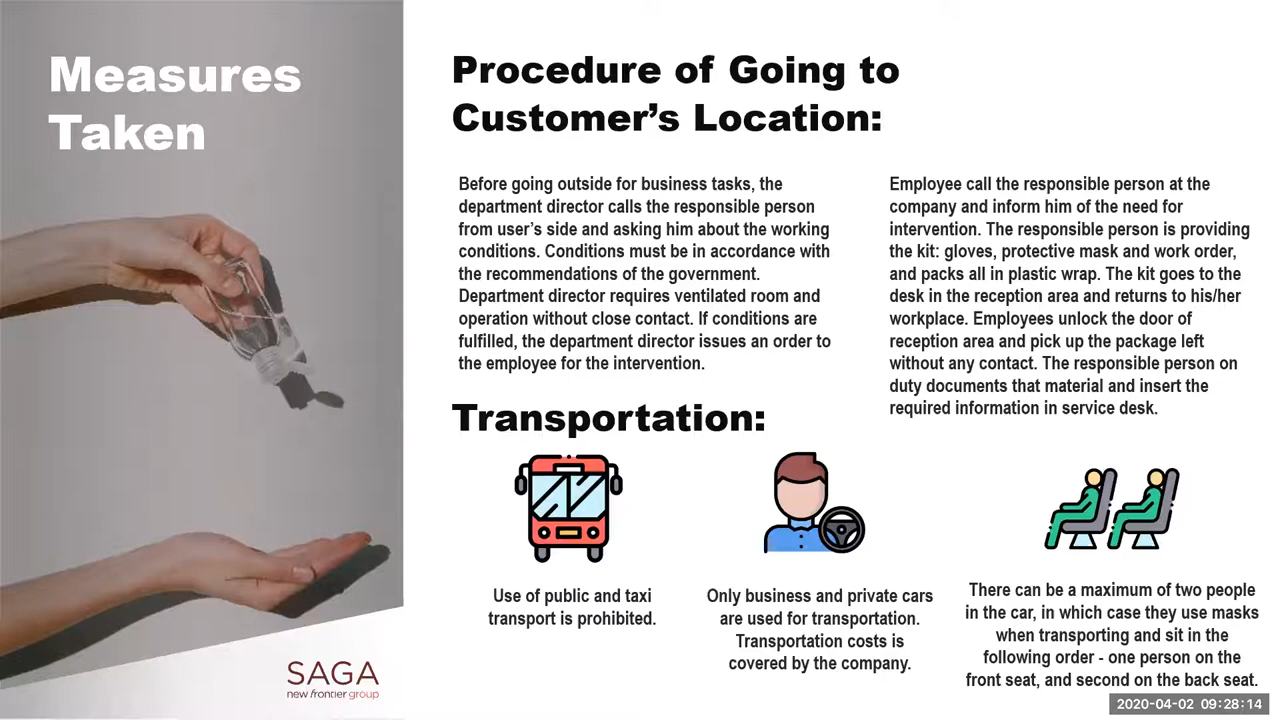 Measures
Taken
Procedure of Going to
Customer's Location:
Before going outside for business tasks, the
department director calls the responsible person
from user's side and asking him about the working
conditions. Conditions must be in accordance with
the recommendations of the government.
Department director requires ventilated room and
operation without close contact. If conditions are
fulfilled, the department director issues an order to
the employee for the intervention.
Employee call the responsible person at the
company and inform him of the need for
intervention. The responsible person is providing
the kit: gloves, protective mask and work order,
and packs all in plastic wrap. The kit goes to the
desk in the reception area and returns to his/her
workplace. Employees unlock the door of
reception area and pick up the package left
without any contact. The responsible person on
duty documents that material and insert the
required information in service desk.
Transportation:
Use of public and taxi
transport is prohibited.
Only business and private cars
are used for transportation.
Transportation costs is
covered by the company.
There can be a maximum of two people
in the car, in which case they use masks
when transporting and sit in the
following order - one person on the
front seat, and second on the back seat.
SAGA
new frontier group
2020-04-02 09:28:14